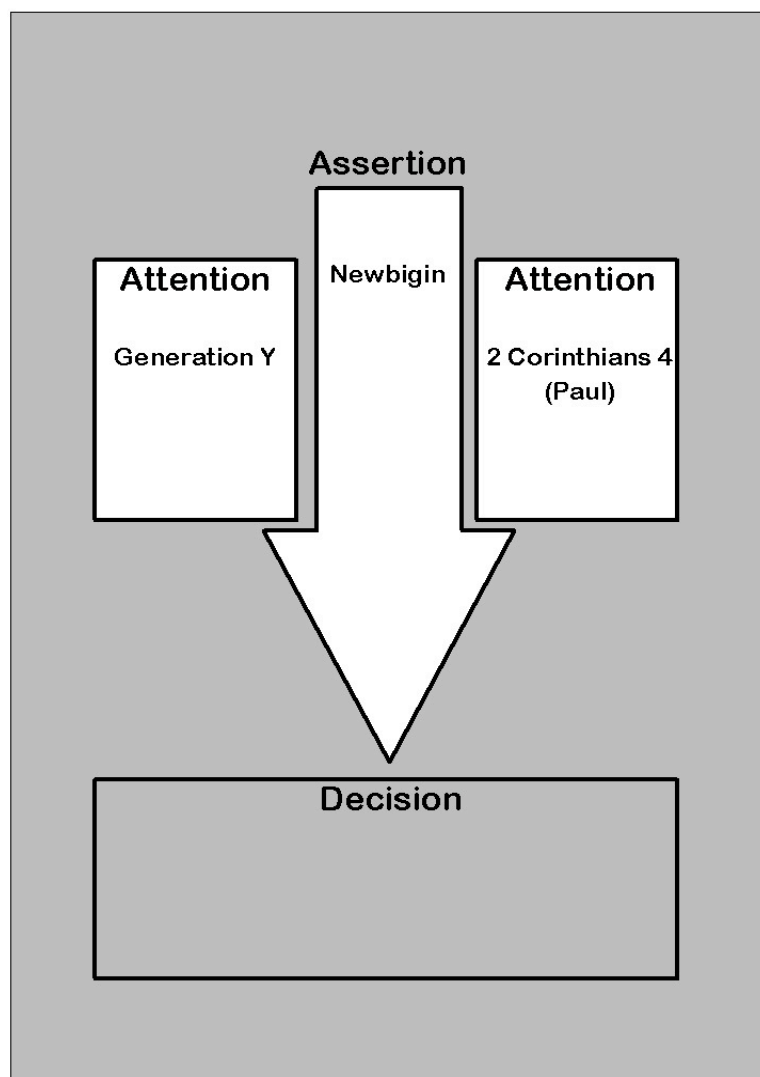 Assertion
Newbigin
Attention
Generation Y
Attention
2 Corinthians 4
(Paul)
Decision